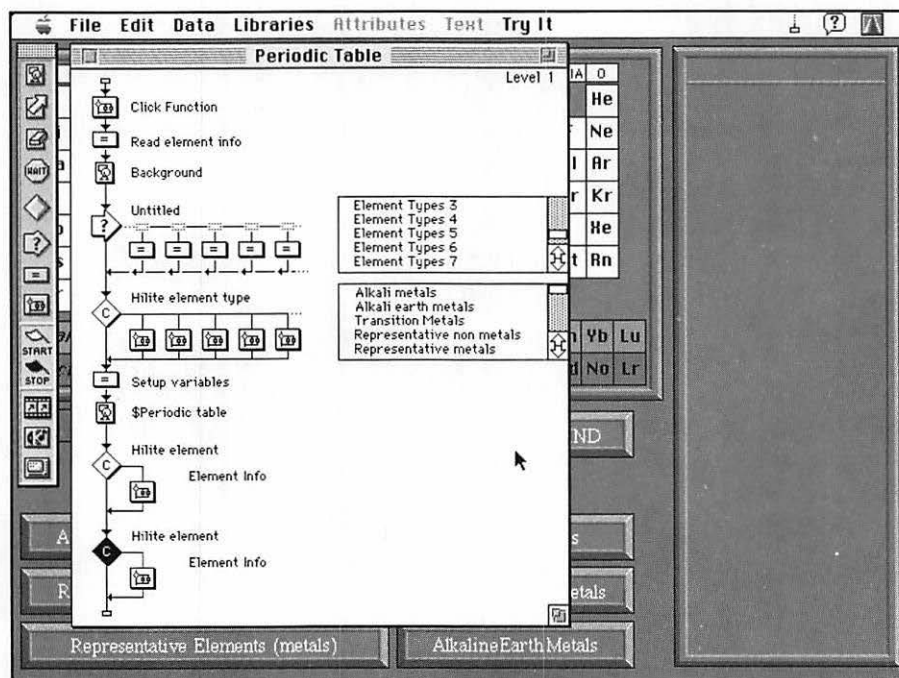 File Edit Data Libraries Attributes Text Try It
Periodic Table
Level 1
Click Function
Read element info
Background
Untitled
?
= = = = =
Element Types 3
Element Types 4
Element Types 5
Element Types 6
Element Types 7
Hilite element type
C
Alkali metals
Alkali earth metals
Transition Metals
Representative non metals
Representative metals
= Setup variables
$Periodic table
Hilite element
C
Element Info
Hilite element
C
Element Info
WAIT
?
=
START
STOP
IA O
He
Ne
Ar
r Kr
Xe
t Rn
Yb Lu
d No Lr
ND
A
s
R
etals
Representative Elements (metals)
AlkalineEarthMetals